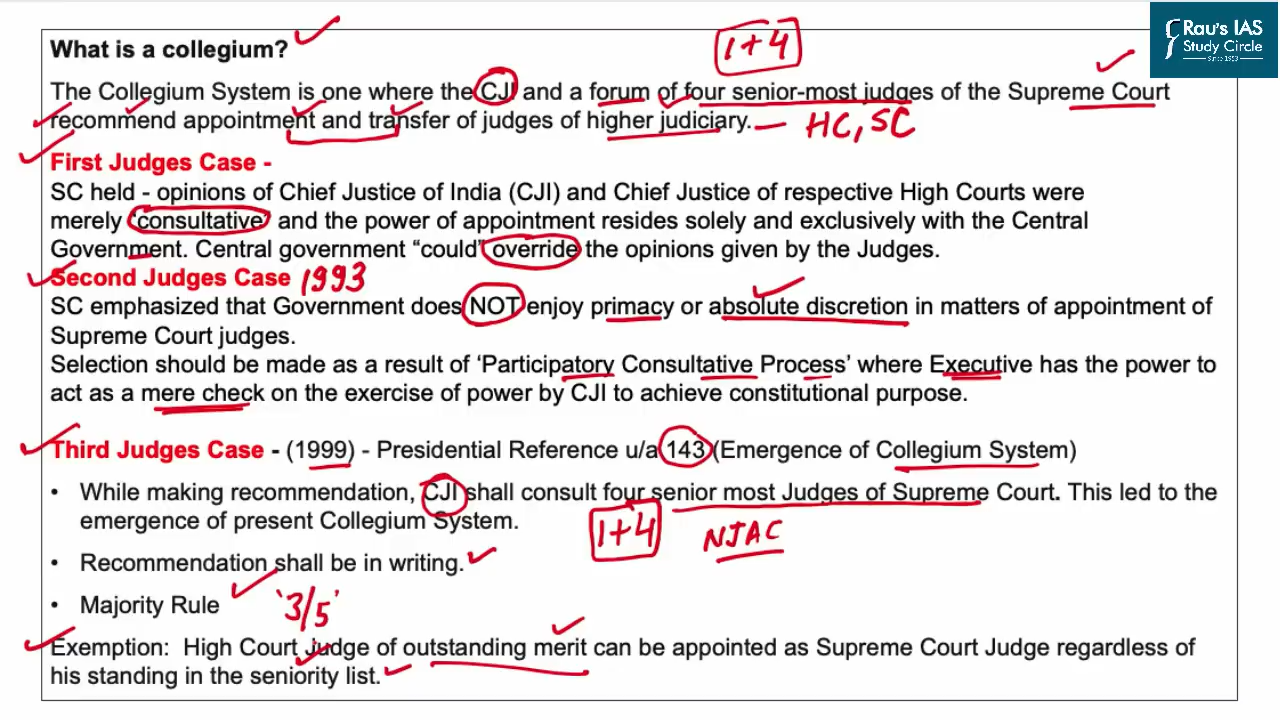 Rau's IAS
Study Circle
Since 1953
1+4
What is a collegium?
The Collegium System is one where the CJI and a forum of four senior-most judges of the Supreme Court
recommend appointment and transfer of judges of higher judiciary. — HC, SC
First Judges Case -
SC held - opinions of Chief Justice of India (CJI) and Chief Justice of respective High Courts were
merely 'consultative' and the power of appointment resides solely and exclusively with the Central
Government. Central government "could" override the opinions given by the Judges.
Second Judges Case 1993
SC emphasized that Government does NOT enjoy primacy or absolute discretion in matters of appointment of
Supreme Court judges.
Selection should be made as a result of 'Participatory Consultative Process' where Executive has the power to
act as a mere check on the exercise of power by CJI to achieve constitutional purpose.
Third Judges Case - (1999) - Presidential Reference u/a 143 (Emergence of Collegium System)
• While making recommendation, CJI shall consult four senior most Judges of Supreme Court. This led to the
emergence of present Collegium System.
1+4 NJAC
• Recommendation shall be in writing.
• Majority Rule '3/5'
Exemption: High Court Judge of outstanding merit can be appointed as Supreme Court Judge regardless of
his standing in the seniority list.